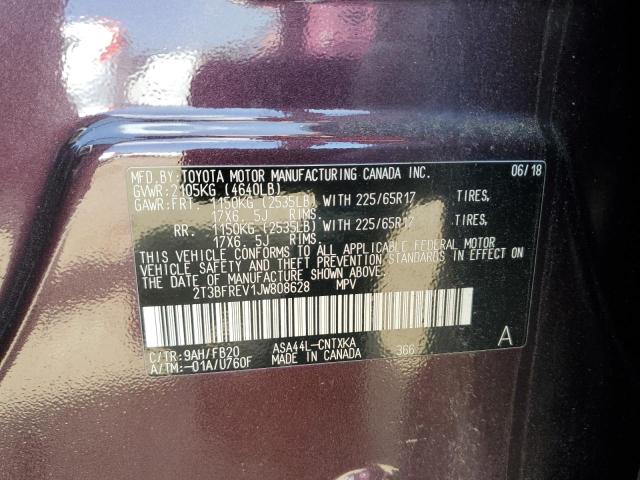 MFD.BY: TOYOTA MOTOR MANUFACTURING CANADA INC. 06/18
GVWR: 2105KG (4640LB)
GAWR: FRT. 1150KG (2535LB) WITH 225/65R17 TIRES,
17X6.5J RIMS.
RR. 1150KG (2535LB) WITH 225/65R17 TIRES,
17X6.5J RIMS.
THIS VEHICLE CONFORMS TO ALL APPLICABLE FEDERAL MOTOR
VEHICLE SAFETY AND THEFT PREVENTION STANDARDS IN EFFECT ON
THE DATE OF MANUFACTURE SHOWN ABOVE.
2T3BFREV1JW808628 MPV
C/TR: 9AH/FB20 ASA44L-CNTXKA 366 A
A/TM: -01A/U760F MADE IN CANADA